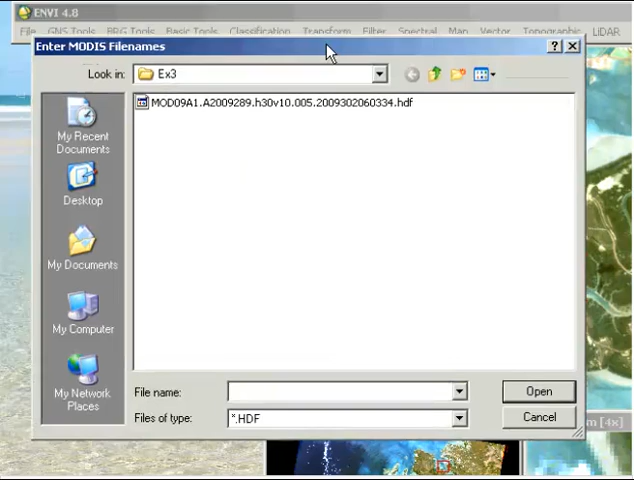 ENVI 4.8
File GNS Tools BRG Tools Basic Tools Classification Transform Filter Spectral Map Vector Topographic LiDAR
Enter MODIS Filenames
Look in: Ex3
MOD09A1.A2009289.h30v10.005.2009302060334.hdf
My Recent
Documents
Desktop
My Documents
My Computer
My Network
Places
File name:
Open
Files of type: *.HDF
Cancel
[4x]